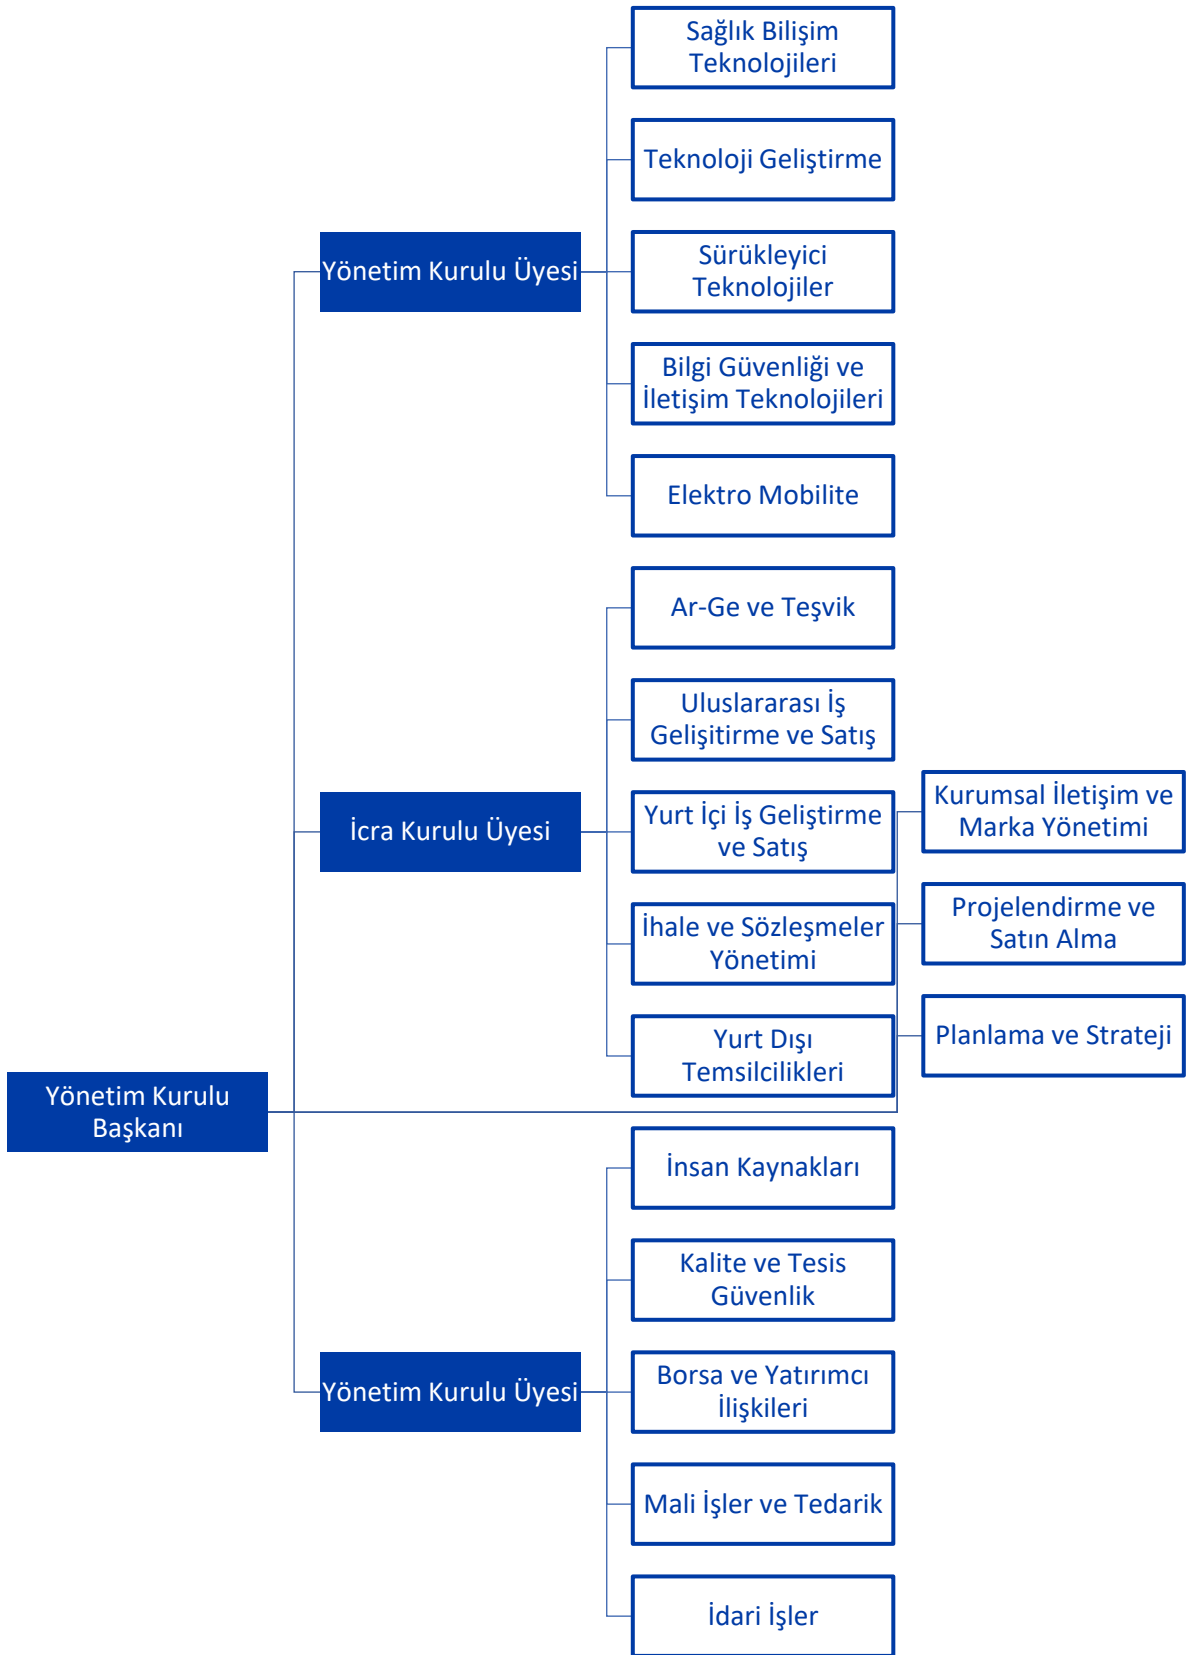 Sağlık Bilişim
Teknolojileri
Teknoloji Geliştirme
Yönetim Kurulu Üyesi
Sürükleyici
Teknolojiler
Bilgi Güvenliği ve
İletişim Teknolojileri
Elektro Mobilite
Ar-Ge ve Teşvik
Uluslararası İş
Gelişitirme ve Satış
İcra Kurulu Üyesi
Yurt İçi İş Geliştirme
ve Satış
İhale ve Sözleşmeler
Yönetimi
Yurt Dışı
Temsilcilikleri
Kurumsal İletişim ve
Marka Yönetimi
Projelendirme ve
Satın Alma
Planlama ve Strateji
Yönetim Kurulu
Başkanı
İnsan Kaynakları
Kalite ve Tesis
Güvenlik
Yönetim Kurulu Üyesi
Borsa ve Yatırımcı
İlişkileri
Mali İşler ve Tedarik
İdari İşler